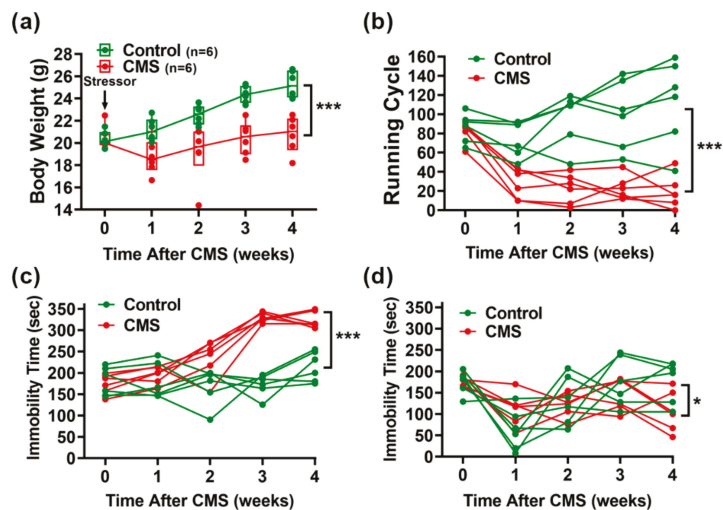 (a)
Control (n=6)
CMS (n=6)
Stressor
***
Body Weight (g)
28
26
24
22
20
18
16
14
0 1 2 3 4
Time After CMS (weeks)
(b)
Control
CMS
***
Running Cycle
160
140
120
100
80
60
40
20
0
0 1 2 3 4
Time After CMS (weeks)
(c)
Control
CMS
***
Immobility Time (sec)
350
300
250
200
150
100
50
0
0 1 2 3 4
Time After CMS (weeks)
(d)
Control
CMS
*
Immobility Time (sec)
350
300
250
200
150
100
50
0
0 1 2 3 4
Time After CMS (weeks)